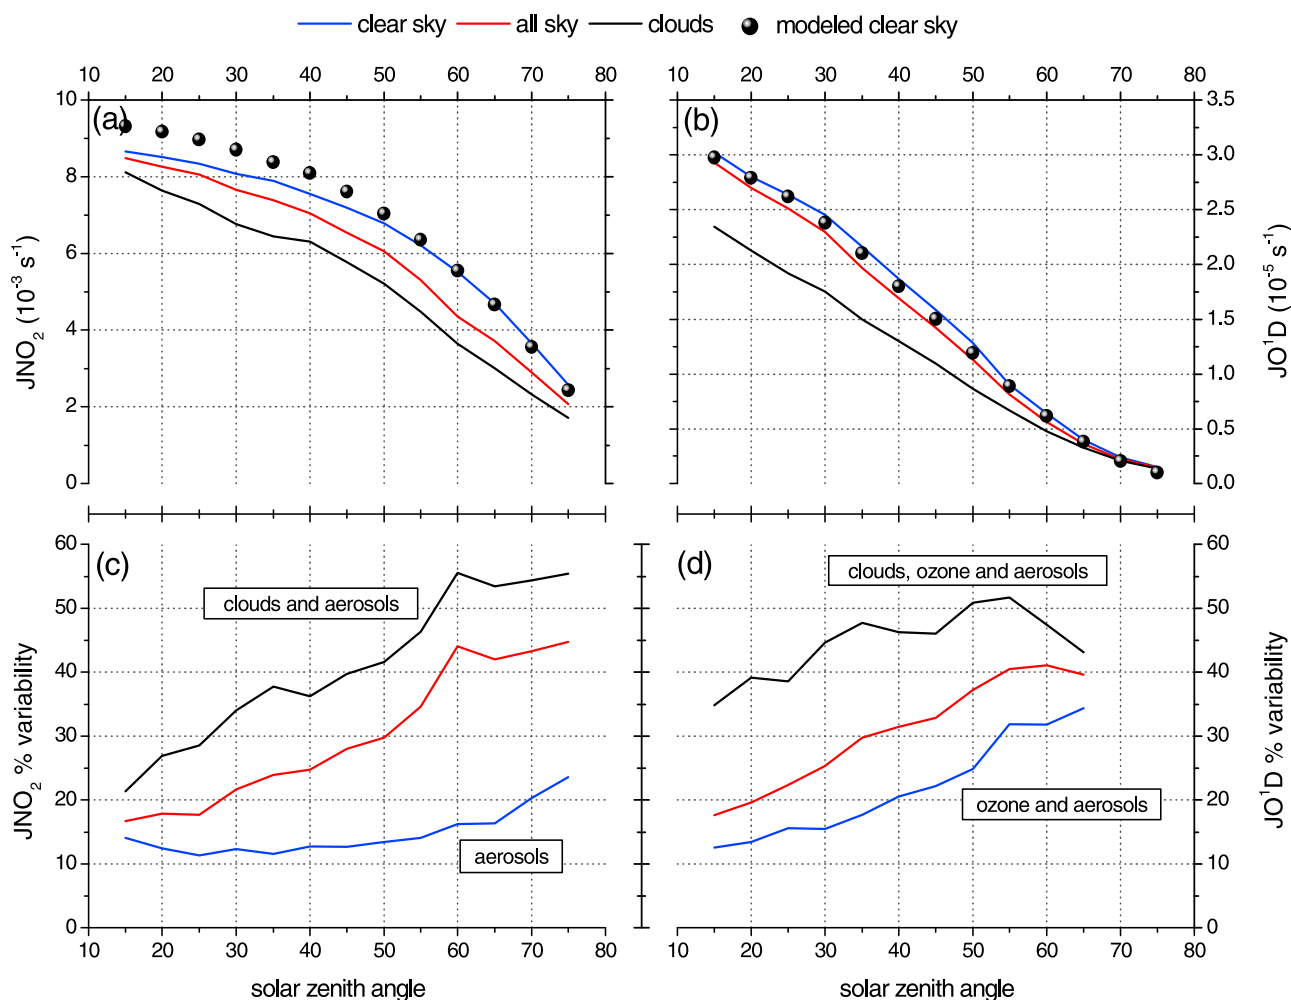 clear sky all sky clouds modeled clear sky
10 20 30 40 50 60 70 80 10 20 30 40 50 60 70 80
(a) (b)
10 8 6 4 2 0
JNO₂ (10⁻³ s⁻¹)
3.5 3.0 2.5 2.0 1.5 1.0 0.5 0.0
JO¹D (10⁻⁵ s⁻¹)
(c) (d)
60 50 40 30 20 10 0
JNO₂ % variability
clouds and aerosols
aerosols
clouds, ozone and aerosols
ozone and aerosols
60 50 40 30 20 10 0
JO¹D % variability
10 20 30 40 50 60 70 80 10 20 30 40 50 60 70 80
solar zenith angle solar zenith angle